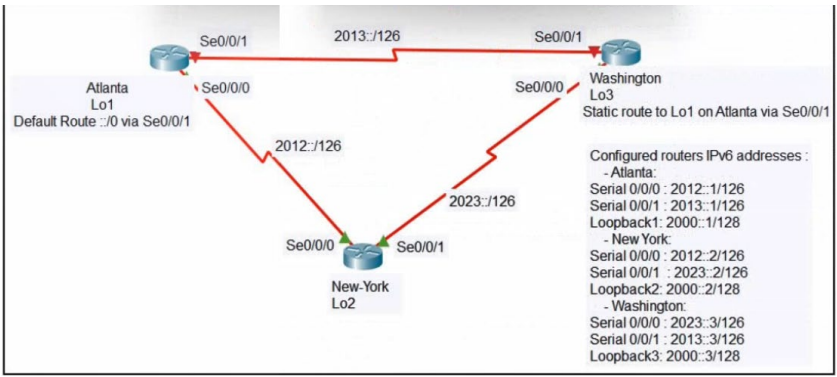 Se0/0/1
2013::/126
Se0/0/1
Atlanta
Lo1
Default Route ::/0 via Se0/0/1
Se0/0/0
Se0/0/0
Washington
Lo3
Static route to Lo1 on Atlanta via Se0/0/1
2012::/126
2023::/126
Se0/0/0
Se0/0/1
New-York
Lo2
Configured routers IPv6 addresses :
- Atlanta:
Serial 0/0/0 : 2012::1/126
Serial 0/0/1 : 2013::1/126
Loopback1: 2000::1/128
- New York:
Serial 0/0/0 : 2012::2/126
Serial 0/0/1 : 2023::2/126
Loopback2: 2000::2/128
- Washington:
Serial 0/0/0 : 2023::3/126
Serial 0/0/1 : 2013::3/126
Loopback3: 2000::3/128